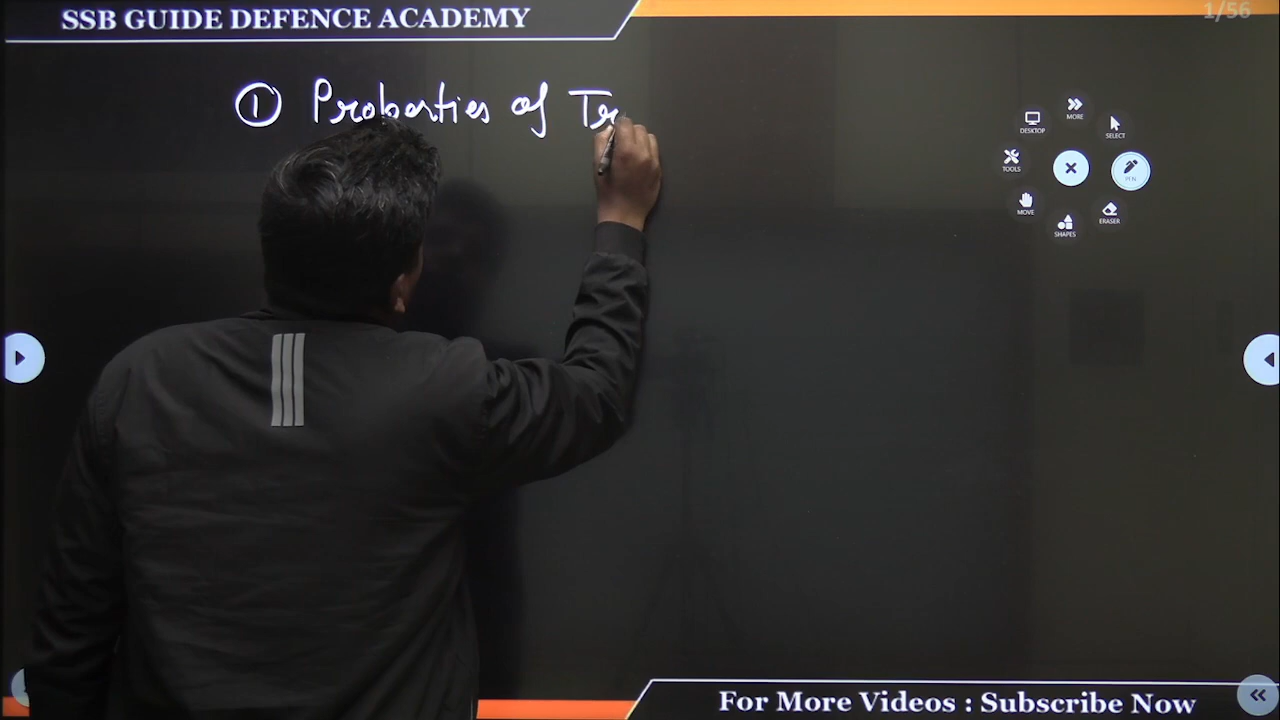 SSB GUIDE DEFENCE ACADEMY
1/56
① Properties of Tr
MORE
DESKTOP
SELECT
TOOLS
PEN
MOVE
ERASER
SHAPES
For More Videos : Subscribe Now